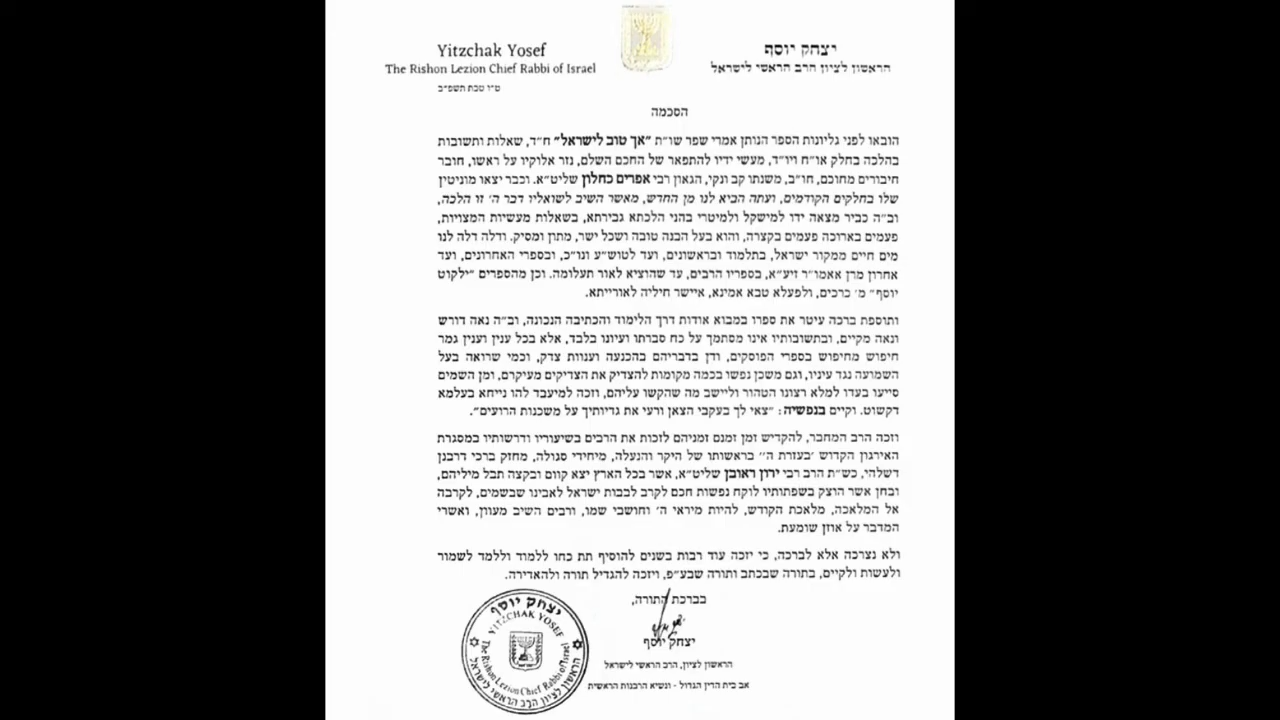 יצחק יוסף
הראשון לציון הרב הראשי לישראל
Yitzchak Yosef
The Rishon Lezion Chief Rabbi of Israel
ט"ו טבת תשפ"ב
הסכמה
הובאו לפני גליונות הספר הנותן אמרי שפר שו"ת "אך טוב לישראל" ח"ד, שאלות ותשובות
בהלכה בחלק או"ח ויו"ד, מעשי ידיו להתפאר של החכם השלם, נזר אלוקיו על ראשו, חובר
חיבורים מחוכם, חו"ב, משנתו קב ונקי, הגאון רבי אפרים כחלון שליט"א. וכבר יצאו מוניטין
שלו בחלקים הקודמים, ועתה הביא לנו מן החדש, מאשר השיב לשואליו דבר ה' זו הלכה,
וב"ה כביר מצאה ידו למישקל ולמיטרי בהני הלכתא גבירתא, בשאלות מעשיות המצויות,
פעמים בארוכה פעמים בקצרה, והוא בעל הבנה טובה ושכל ישר, מתון ומסיק. ודלה דלה לנו
מים חיים ממקור ישראל, בתלמוד ובראשונים, ועד לטוש"ע ונו"כ, ובספרי האחרונים, ועד
אחרון מרן אאמו"ר זיע"א, בספריו הרבים, עד שהוציא לאור תעלומה. וכן מהספרים "ילקוט
יוסף" מ' כרכים, ולפעלא טבא אמינא, איישר חיליה לאורייתא.
ותוספת ברכה עיטר את ספרו במבוא אודות דרך הלימוד והכתיבה הנכונה, וב"ה נאה דורש
ונאה מקיים, ובתשובותיו אינו מסתמך על כח סברתו ועיונו בלבד, אלא בכל ענין וענין גמר
חיפוש מחיפוש בספרי הפוסקים, ודן בדבריהם בהכנעה וענוות צדק, וכמי שרואה בעל
השמועה נגד עיניו, וגם משכן נפשו בכמה מקומות להצדיק את הצדיקים מעיקרם, ומן השמים
סייעו בעדו למלא רצונו הטהור וליישב מה שהקשו עליהם, וזכה למיעבד להו נייחא בעלמא
דקשוט. וקיים בנפשיה: "צאי לך בעקבי הצאן ורעי את גדיותיך על משכנות הרועים".
וזכה הרב המחבר, להקדיש זמן זמנם זמניהם לזכות את הרבים בשיעוריו ודרשותיו במסגרת
האירגון הקדוש 'בעזרת ה'' בראשותו של היקר והנעלה, מיחידי סגולה, מחזק ברכי דרבנן
דשלהי, כש"ת הרב רבי ירון ראובן שליט"א, אשר בכל הארץ יצא קוום ובקצה תבל מיליהם,
ובחן אשר הוצק בשפתותיו לוקח נפשות חכם לקרב לבבות ישראל לאבינו שבשמים, לקרבה
אל המלאכה, מלאכת הקודש, להיות מיראי ה' וחושבי שמו, ורבים השיב מעוון, ואשרי
המדבר על אוזן שומעת.
ולא נצרכה אלא לברכה, כי יזכה עוד רבות בשנים להוסיף תת כחו ללמוד וללמד לשמור
ולעשות ולקיים, בתורה שבכתב ותורה שבע"פ, ויזכה להגדיל תורה ולהאדירה.
בברכת התורה,
יצחק יוסף
הראשון לציון, הרב הראשי לישראל
אב בית הדין הגדול - ונשיא הרבנות הראשית
יצחק יוסף
YITZCHAK YOSEF
The Rishon Lezion Chief Rabbi of Israel
הראשון לציון הרב הראשי לישראל